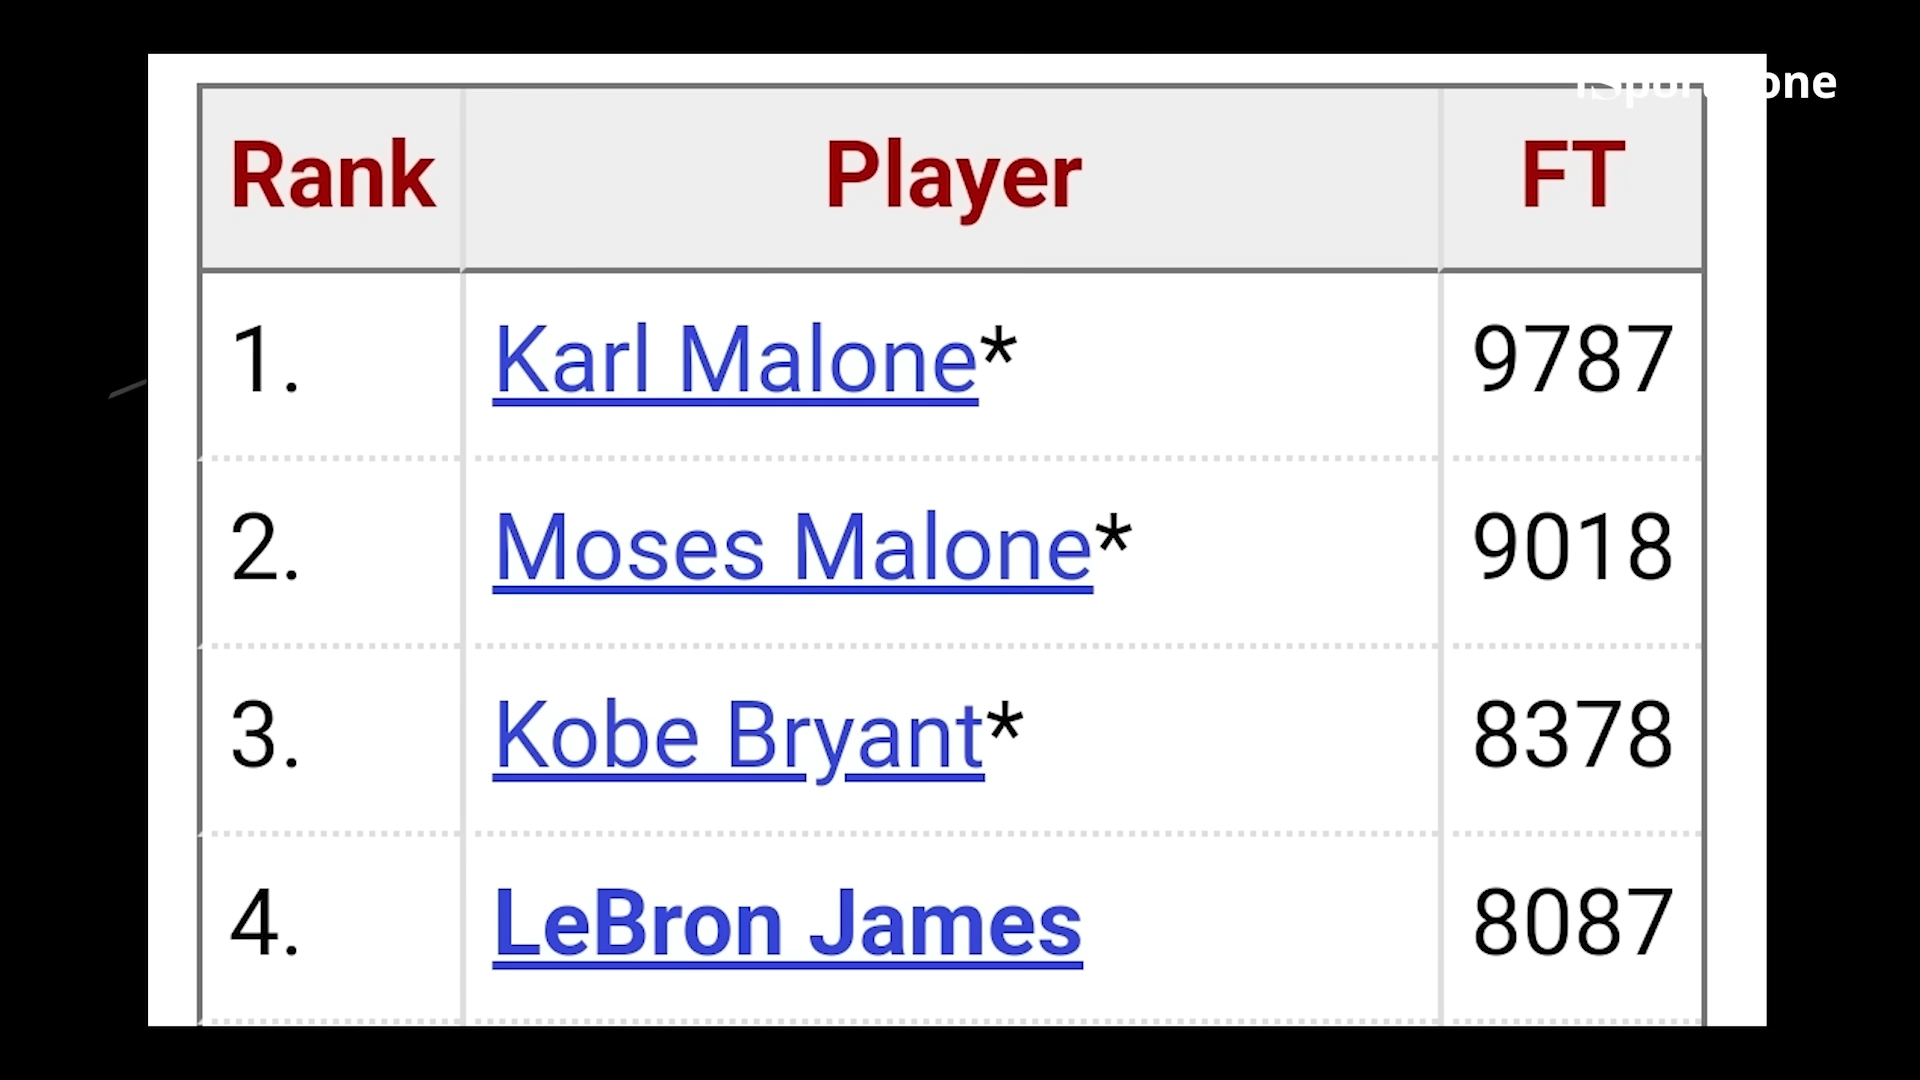 Rank Player FT
1. Karl Malone* 9787
2. Moses Malone* 9018
3. Kobe Bryant* 8378
4. LeBron James 8087